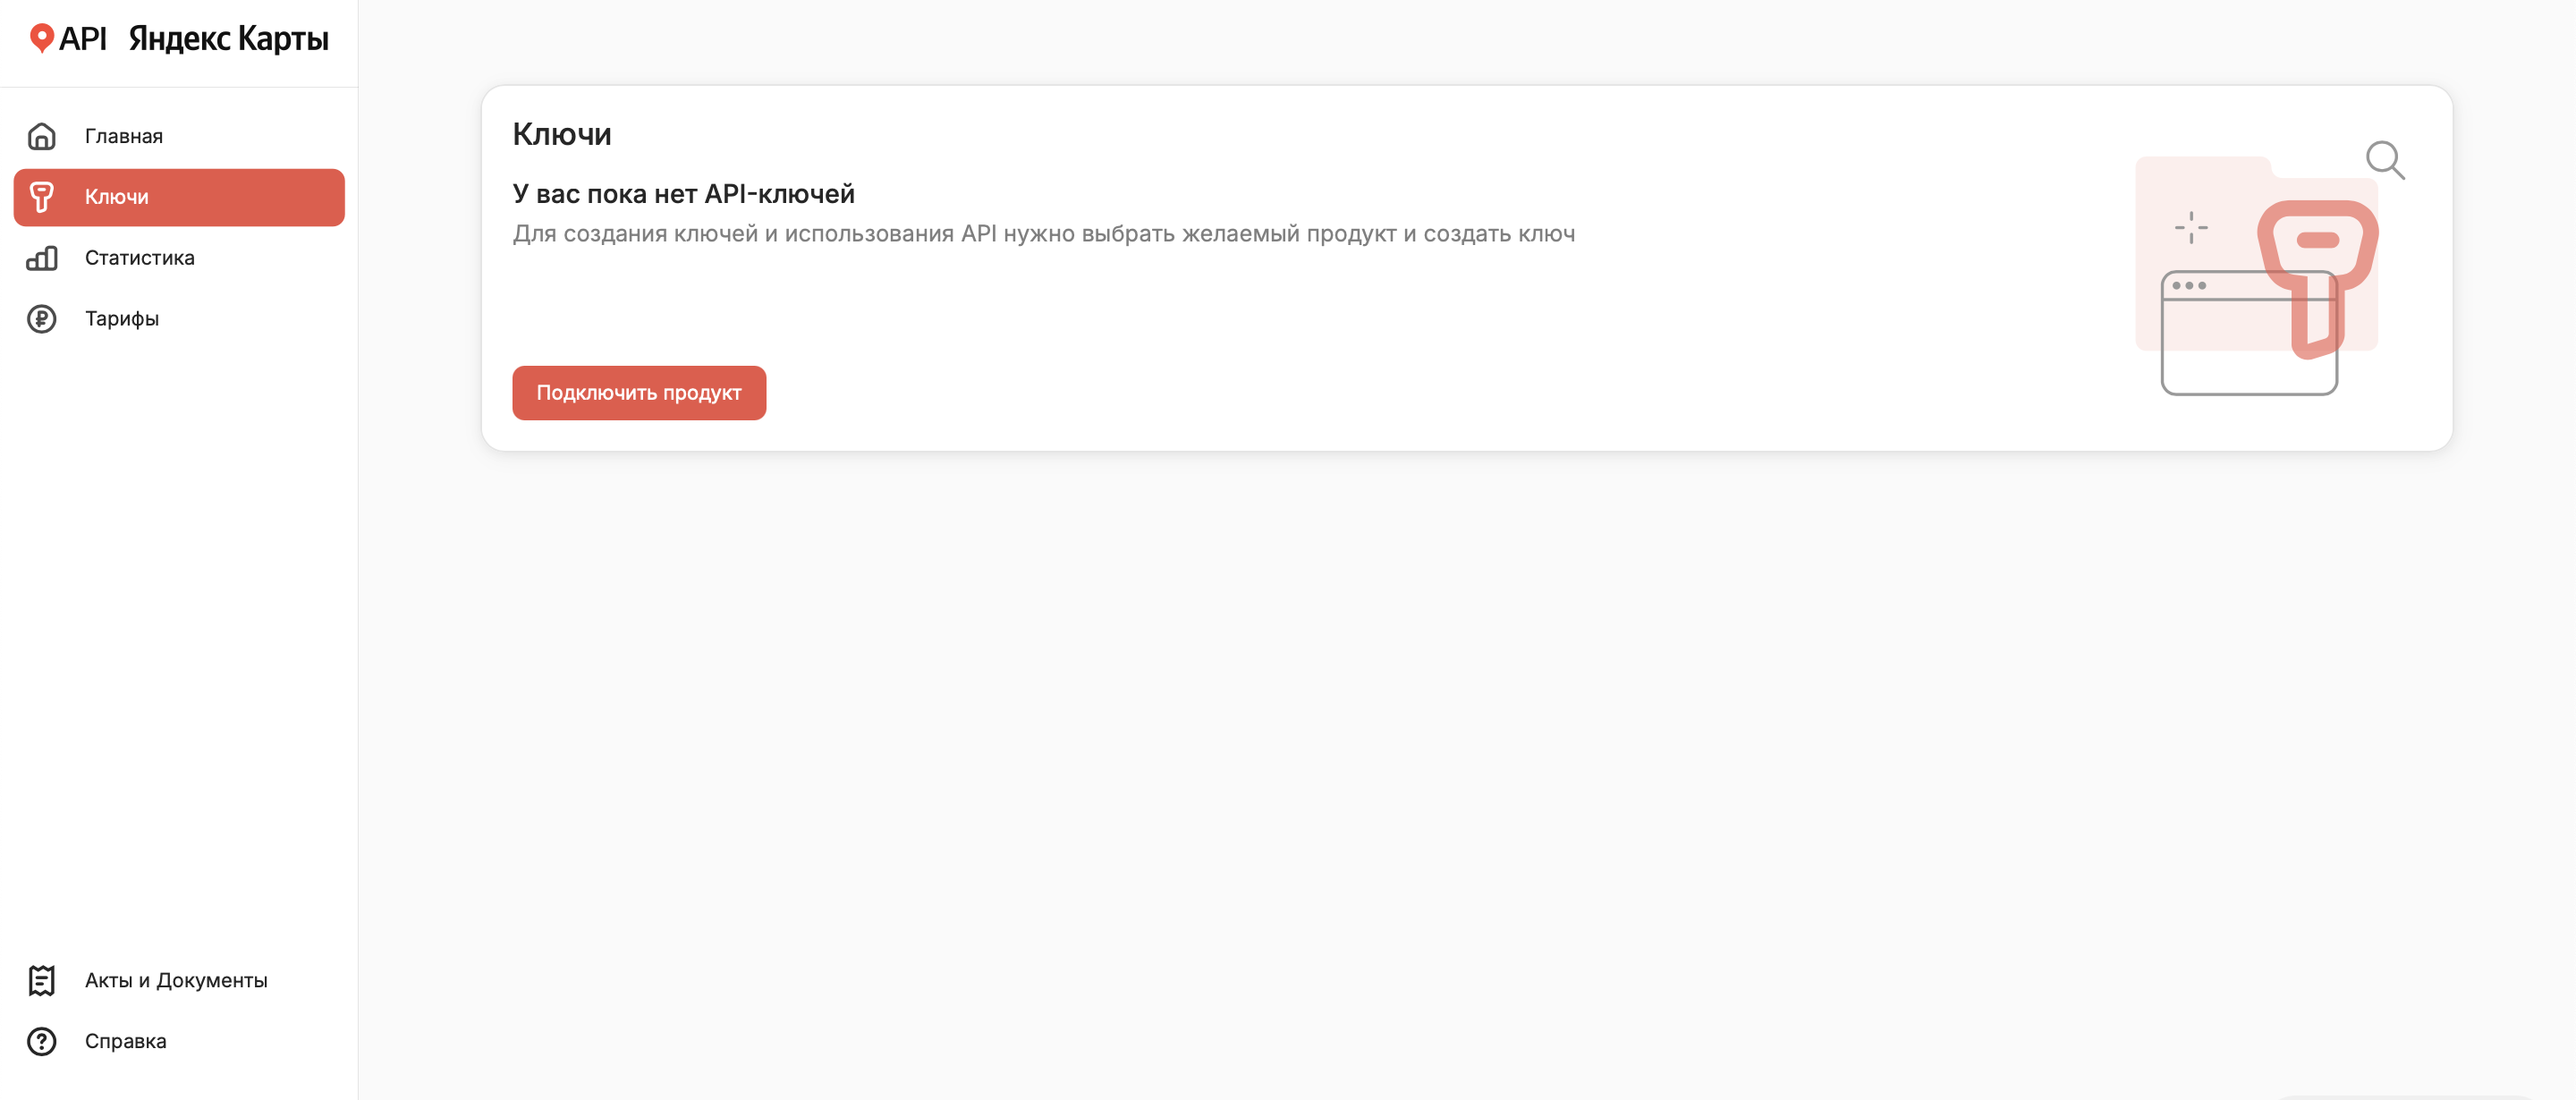 API Яндекс Карты
Главная
Ключи
Статистика
Тарифы
Акты и Документы
Справка
Ключи
У вас пока нет API-ключей
Для создания ключей и использования API нужно выбрать желаемый продукт и создать ключ
Подключить продукт